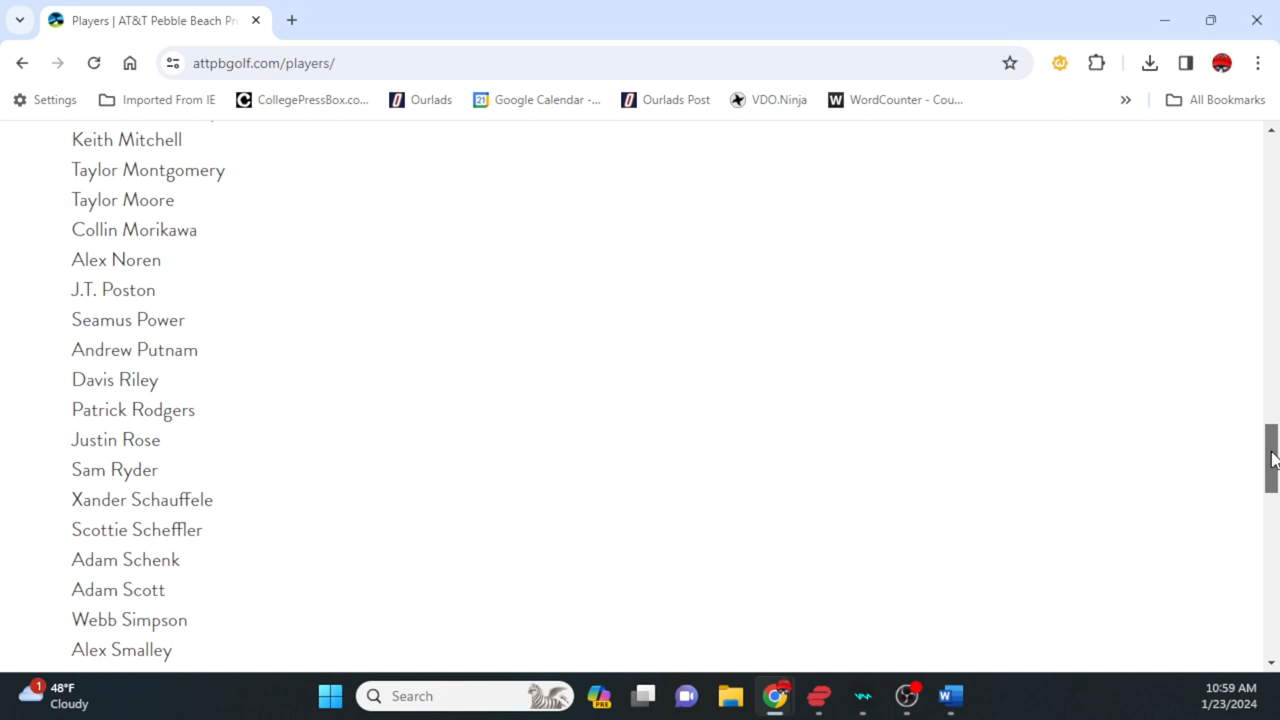 Players | AT&T Pebble Beach Pr
attpbgolf.com/players/
Settings
Imported From IE
CollegePressBox.co...
Ourlads
Google Calendar -...
Ourlads Post
VDO.Ninja
WordCounter - Cou...
All Bookmarks
Keith Mitchell
Taylor Montgomery
Taylor Moore
Collin Morikawa
Alex Noren
J.T. Poston
Seamus Power
Andrew Putnam
Davis Riley
Patrick Rodgers
Justin Rose
Sam Ryder
Xander Schauffele
Scottie Scheffler
Adam Schenk
Adam Scott
Webb Simpson
Alex Smalley
1
48°F
Cloudy
Search
PRE
10:59 AM
1/23/2024